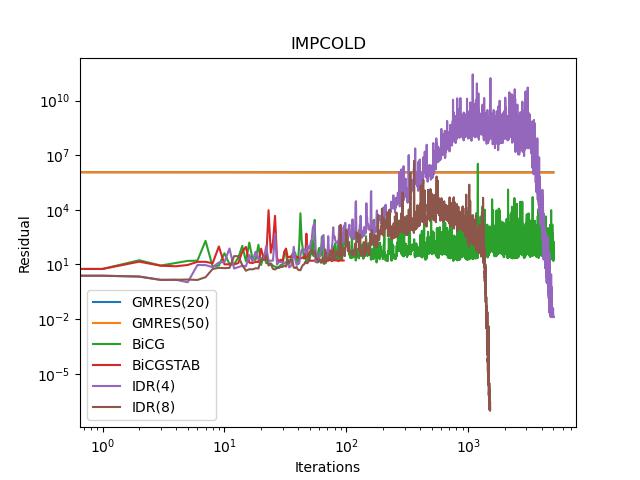 IMPCOLD
10^10
10^7
10^4
10^1
10^−2
10^−5
Residual
GMRES(20)
GMRES(50)
BiCG
BiCGSTAB
IDR(4)
IDR(8)
10^0 10^1 10^2 10^3
Iterations